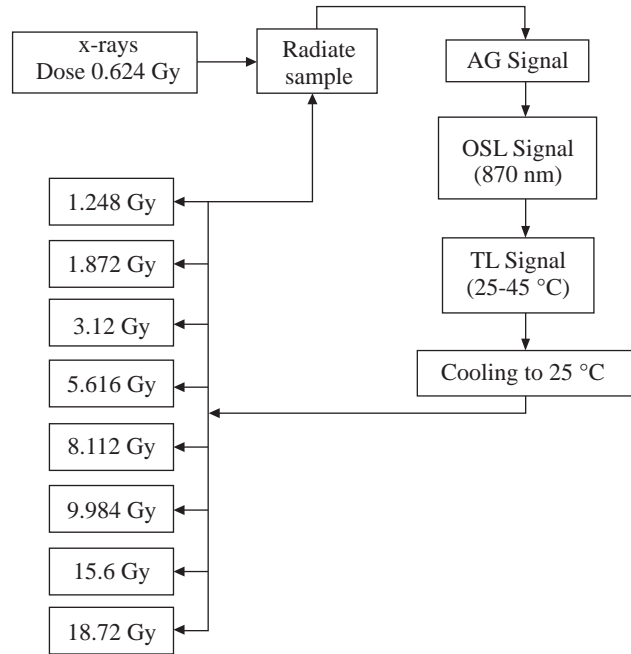 x-rays
Dose 0.624 Gy
Radiate
sample
AG Signal
OSL Signal
(870 nm)
TL Signal
(25-45 °C)
Cooling to 25 °C
1.248 Gy
1.872 Gy
3.12 Gy
5.616 Gy
8.112 Gy
9.984 Gy
15.6 Gy
18.72 Gy